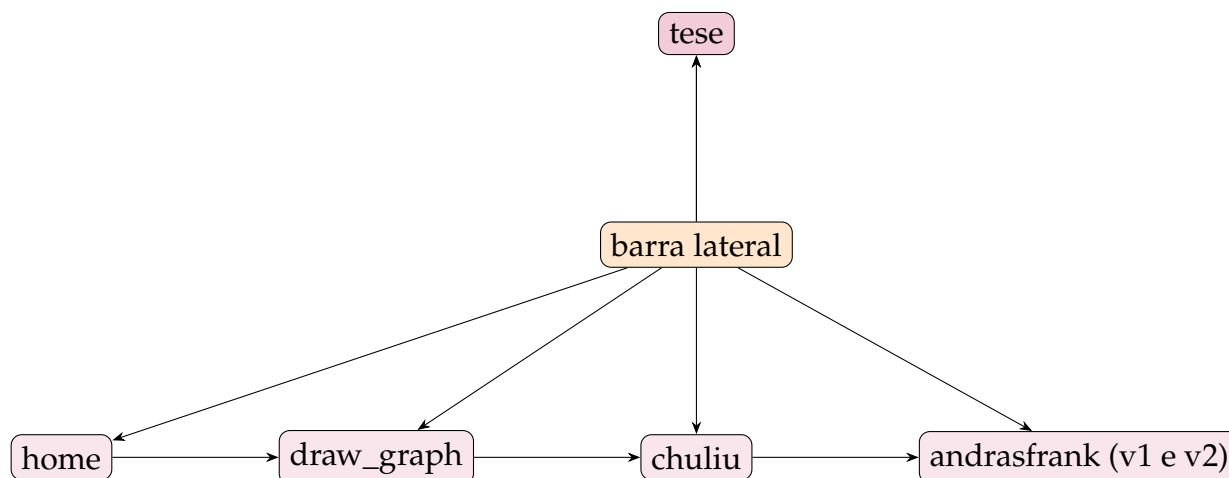 tese
barra lateral
home
draw_graph
chuliu
andrasfrank (v1 e v2)